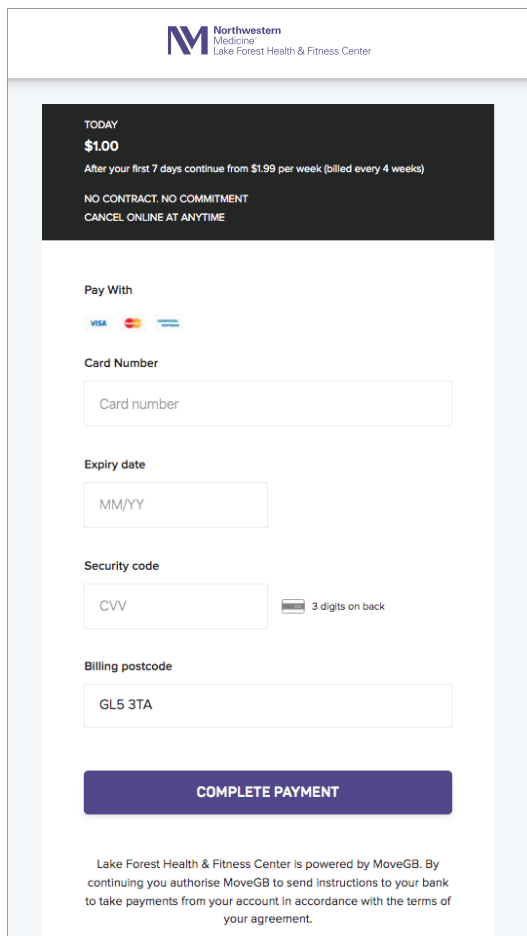 Northwestern
Medicine
Lake Forest Health & Fitness Center
TODAY
$1.00
After your first 7 days continue from $1.99 per week (billed every 4 weeks)
NO CONTRACT. NO COMMITMENT
CANCEL ONLINE AT ANYTIME
Pay With
VISA
Card Number
Card number
Expiry date
MM/YY
Security code
CVV
3 digits on back
Billing postcode
GL5 3TA
COMPLETE PAYMENT
Lake Forest Health & Fitness Center is powered by MoveGB. By
continuing you authorise MoveGB to send instructions to your bank
to take payments from your account in accordance with the terms of
your agreement.